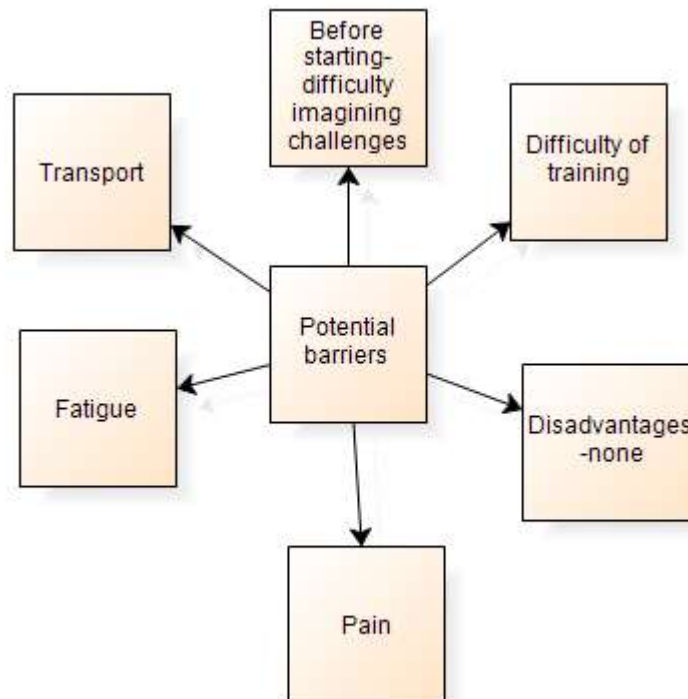 Before
starting-
difficulty
imagining
challenges
Transport
Difficulty of
training
Potential
barriers
Fatigue
Disadvantages
-none
Pain